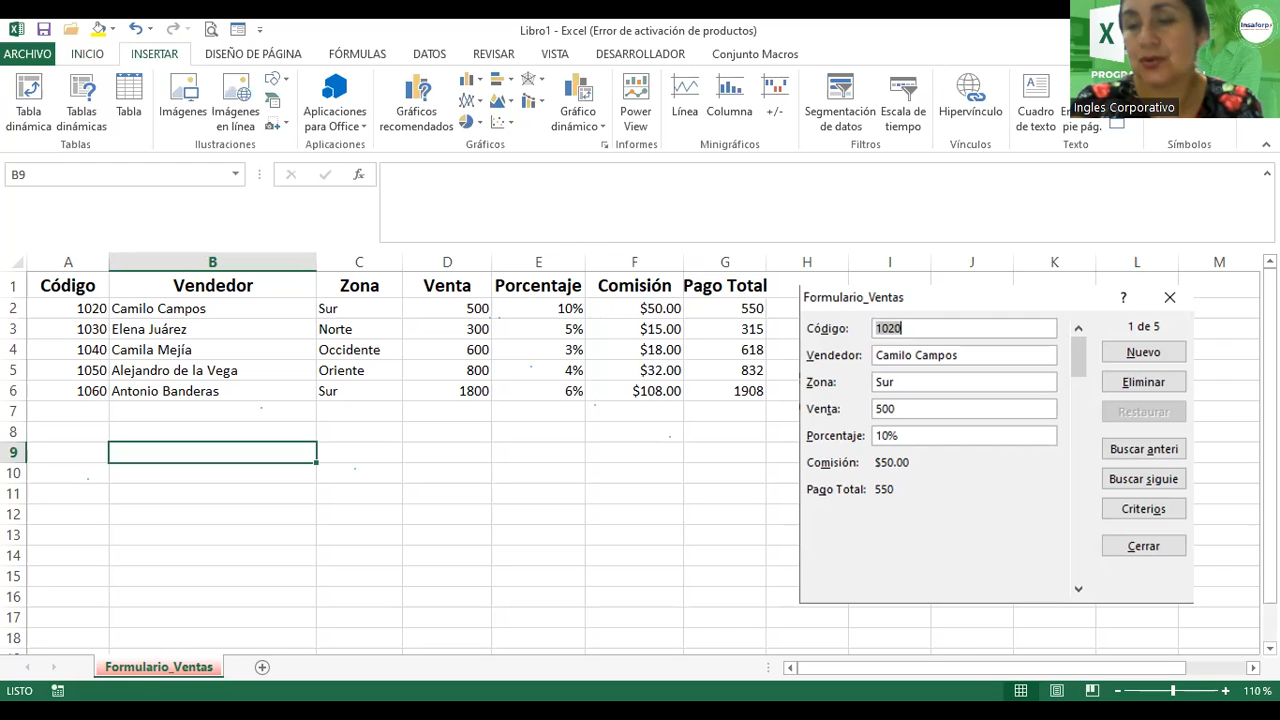 Libro1 - Excel (Error de activación de productos)
ARCHIVO INICIO INSERTAR DISEÑO DE PÁGINA FÓRMULAS DATOS REVISAR VISTA DESARROLLADOR Conjunto Macros
Tabla dinámica
Tablas dinámicas
Tabla
Tablas
Imágenes
Imágenes en línea
Ilustraciones
Aplicaciones para Office
Aplicaciones
Gráficos recomendados
Gráfico dinámico
Gráficos
Power View
Informes
Línea
Columna
+/-
Minigráficos
Segmentación de datos
Escala de tiempo
Filtros
Hipervínculo
Vínculos
Cuadro de texto
pie pág.
Texto
Símbolos
X
PROGRA
Insaforp
Ingles Corporativo
B9
fx
A B C D E F G H I J K L M
1 Código Vendedor Zona Venta Porcentaje Comisión Pago Total
2 1020 Camilo Campos Sur 500 10% $50.00 550
3 1030 Elena Juárez Norte 300 5% $15.00 315
4 1040 Camila Mejía Occidente 600 3% $18.00 618
5 1050 Alejandro de la Vega Oriente 800 4% $32.00 832
6 1060 Antonio Banderas Sur 1800 6% $108.00 1908
7
8
9
10
11
12
13
14
15
16
17
18
Formulario_Ventas ?
Código: 1020
Vendedor: Camilo Campos
Zona: Sur
Venta: 500
Porcentaje: 10%
Comisión: $50.00
Pago Total: 550
1 de 5
Nuevo
Eliminar
Restaurar
Buscar anteri
Buscar siguie
Criterios
Cerrar
Formulario_Ventas
LISTO
110 %